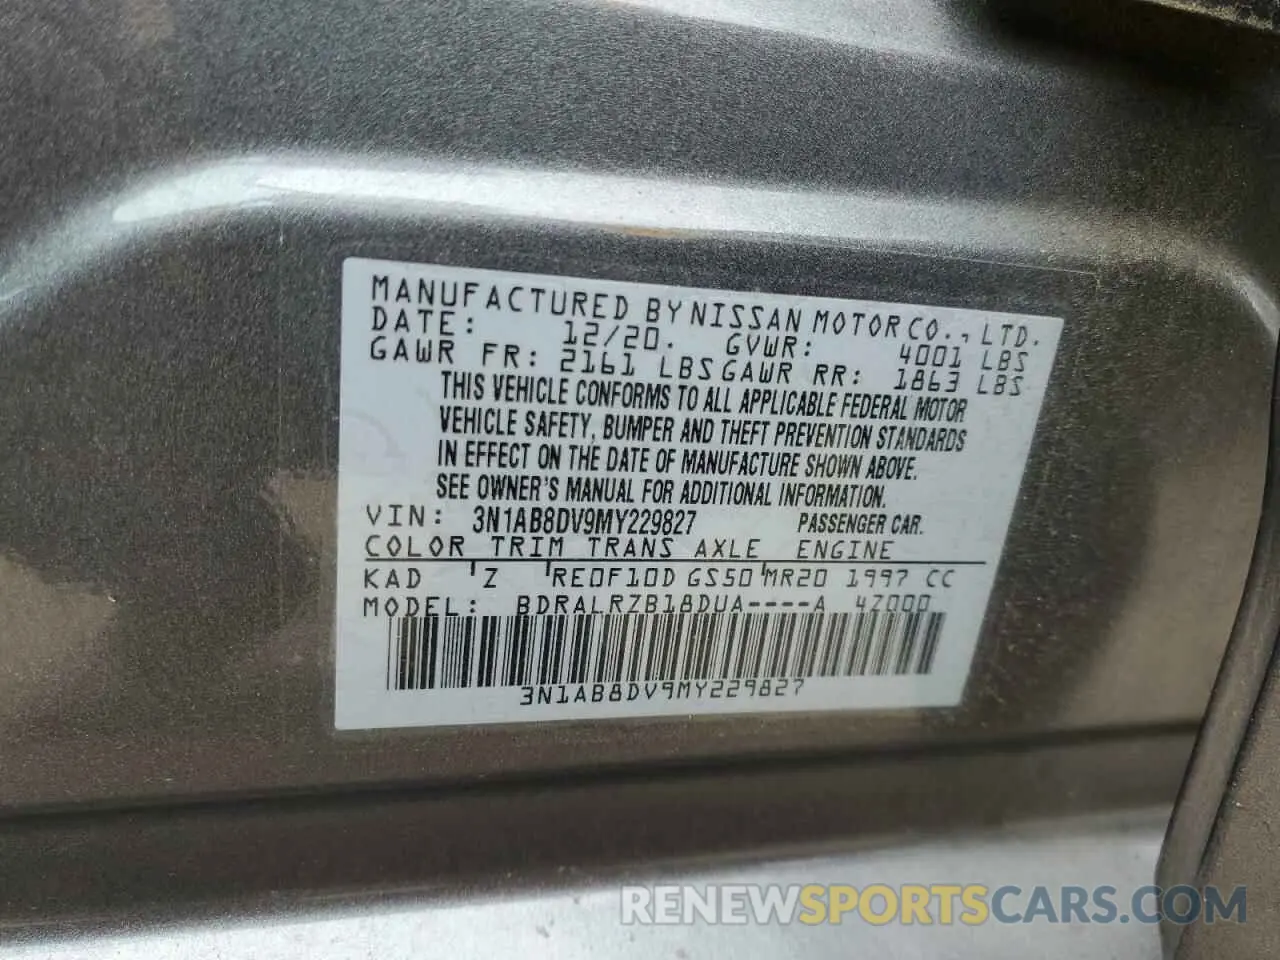 MANUFACTURED BY NISSAN MOTOR CO., LTD.
DATE: 12/20. GVWR: 4001 LBS
GAWR FR: 2161 LBS GAWR RR: 1863 LBS
THIS VEHICLE CONFORMS TO ALL APPLICABLE FEDERAL MOTOR
VEHICLE SAFETY, BUMPER AND THEFT PREVENTION STANDARDS
IN EFFECT ON THE DATE OF MANUFACTURE SHOWN ABOVE.
SEE OWNER'S MANUAL FOR ADDITIONAL INFORMATION.
VIN: 3N1AB8DV9MY229827 PASSENGER CAR.
COLOR TRIM TRANS AXLE ENGINE
KAD Z RE0F10D GS50 MR20 1997 CC
MODEL: BDRALRZB18DUA----A 4Z000
3N1AB8DV9MY229827
RENEWSPORTSCARS.COM